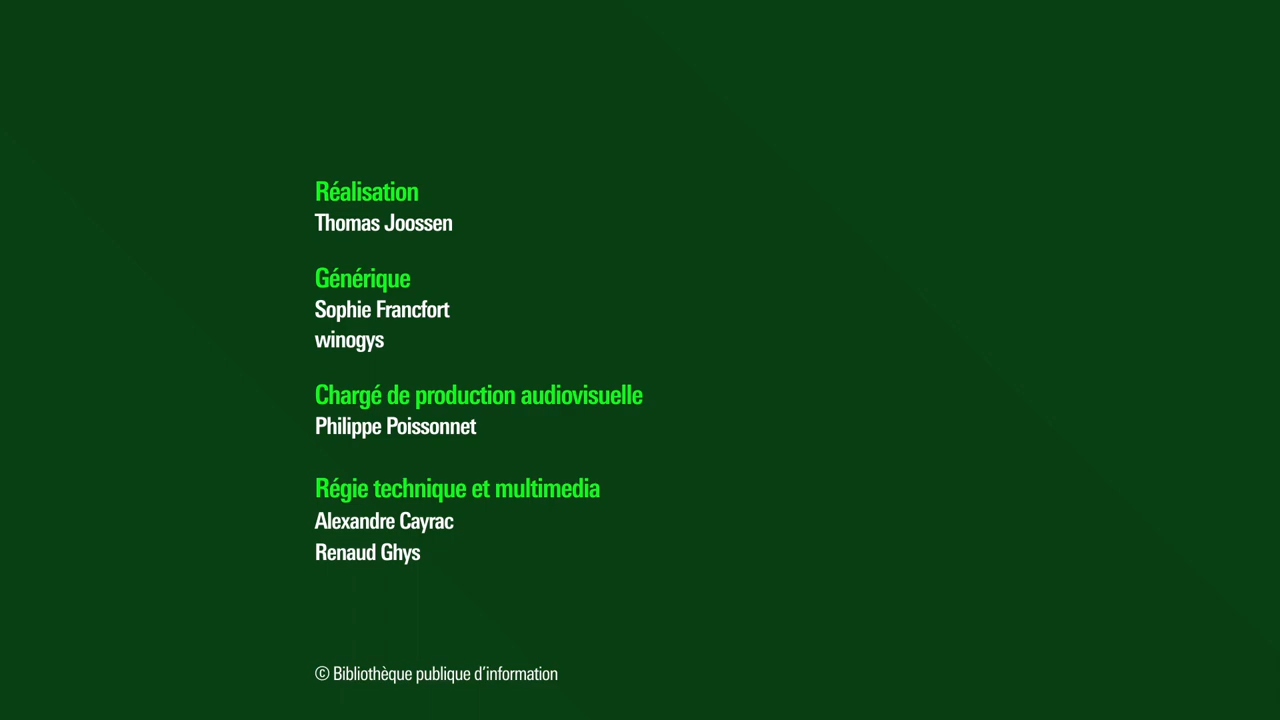 Réalisation
Thomas Joossen
Générique
Sophie Francfort
winogys
Chargé de production audiovisuelle
Philippe Poissonnet
Régie technique et multimedia
Alexandre Cayrac
Renaud Ghys
© Bibliothèque publique d’information